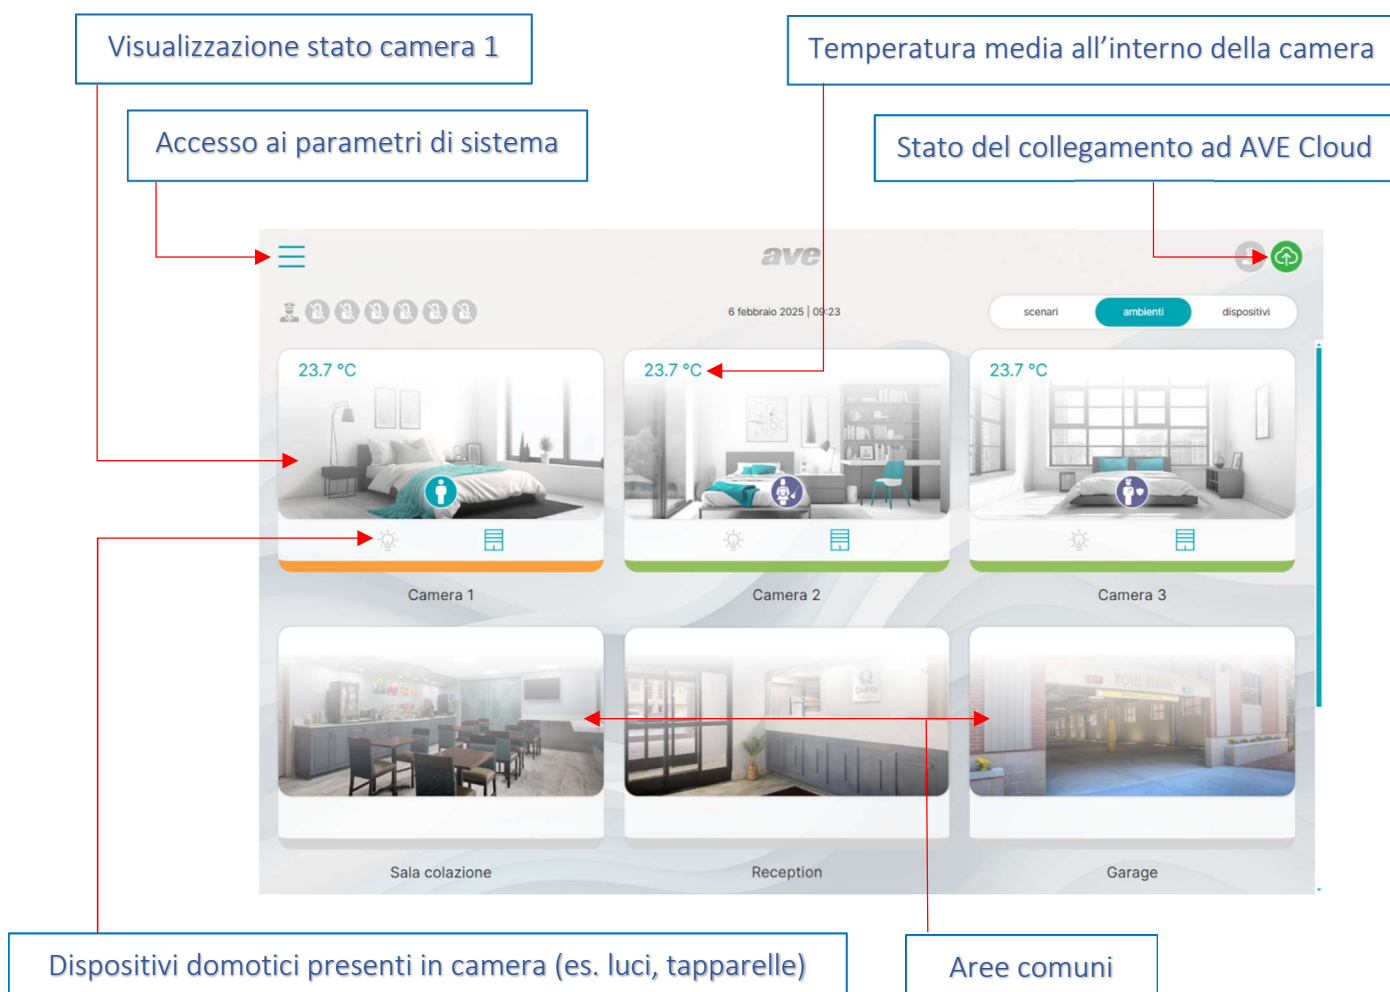 Visualizzazione stato camera 1
Temperatura media all’interno della camera
Accesso ai parametri di sistema
Stato del collegamento ad AVE Cloud
ave
6 febbraio 2025 | 09:23
scenari
ambienti
dispositivi
23.7 °C
23.7 °C
23.7 °C
Camera 1
Camera 2
Camera 3
Q
Quality
Sala colazione
Reception
Garage
Dispositivi domotici presenti in camera (es. luci, tapparelle)
Aree comuni